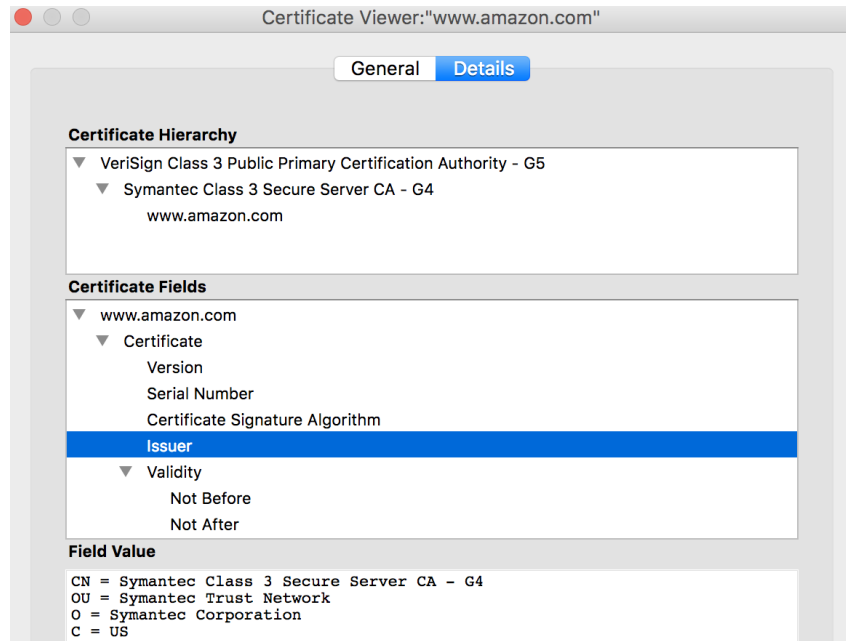 Certificate Viewer:"www.amazon.com"
General Details
Certificate Hierarchy
VeriSign Class 3 Public Primary Certification Authority - G5
Symantec Class 3 Secure Server CA - G4
www.amazon.com
Certificate Fields
www.amazon.com
Certificate
Version
Serial Number
Certificate Signature Algorithm
Issuer
Validity
Not Before
Not After
Field Value
CN = Symantec Class 3 Secure Server CA - G4
OU = Symantec Trust Network
O = Symantec Corporation
C = US